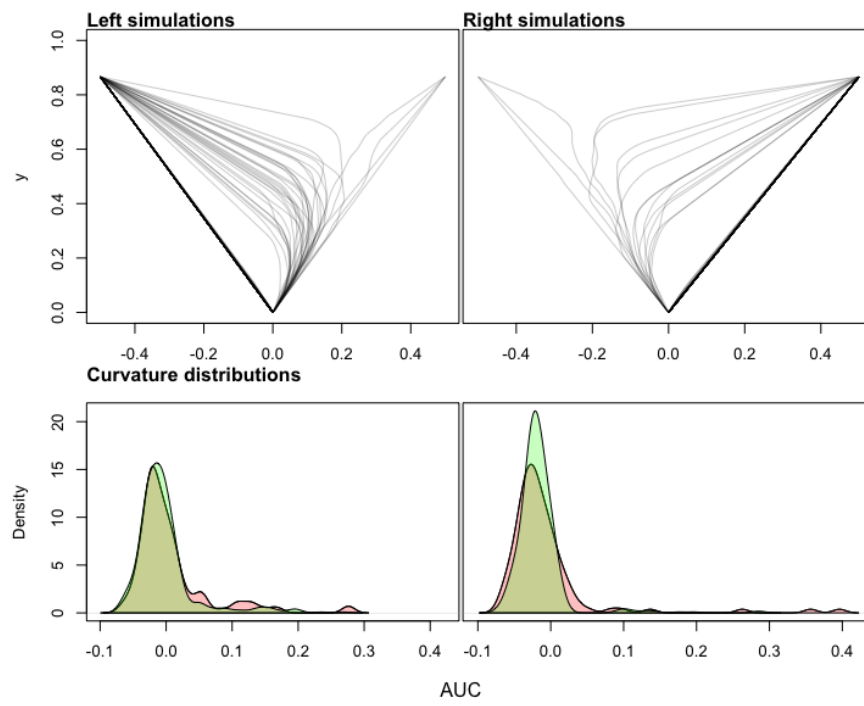 Left simulations
Right simulations
1.0
0.8
0.6
0.4
0.2
0.0
y
-0.4 -0.2 0.0 0.2 0.4
-0.4 -0.2 0.0 0.2 0.4
Curvature distributions
20
15
10
5
0
Density
-0.1 0.0 0.1 0.2 0.3 0.4
-0.1 0.0 0.1 0.2 0.3 0.4
AUC